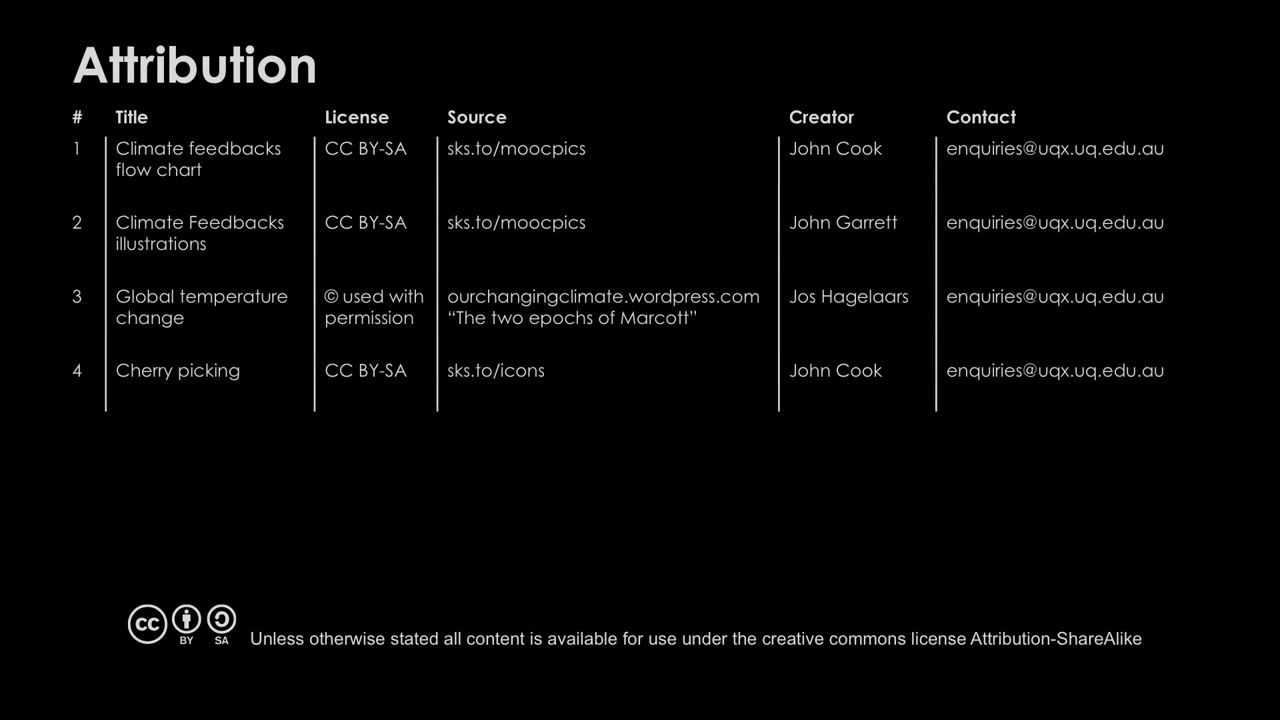 Attribution
# Title License Source Creator Contact
1 Climate feedbacks CC BY-SA sks.to/moocpics John Cook enquiries@uqx.uq.edu.au
flow chart
2 Climate Feedbacks CC BY-SA sks.to/moocpics John Garrett enquiries@uqx.uq.edu.au
illustrations
3 Global temperature © used with ourchangingclimate.wordpress.com Jos Hagelaars enquiries@uqx.uq.edu.au
change permission “The two epochs of Marcott”
4 Cherry picking CC BY-SA sks.to/icons John Cook enquiries@uqx.uq.edu.au
cc BY SA Unless otherwise stated all content is available for use under the creative commons license Attribution-ShareAlike